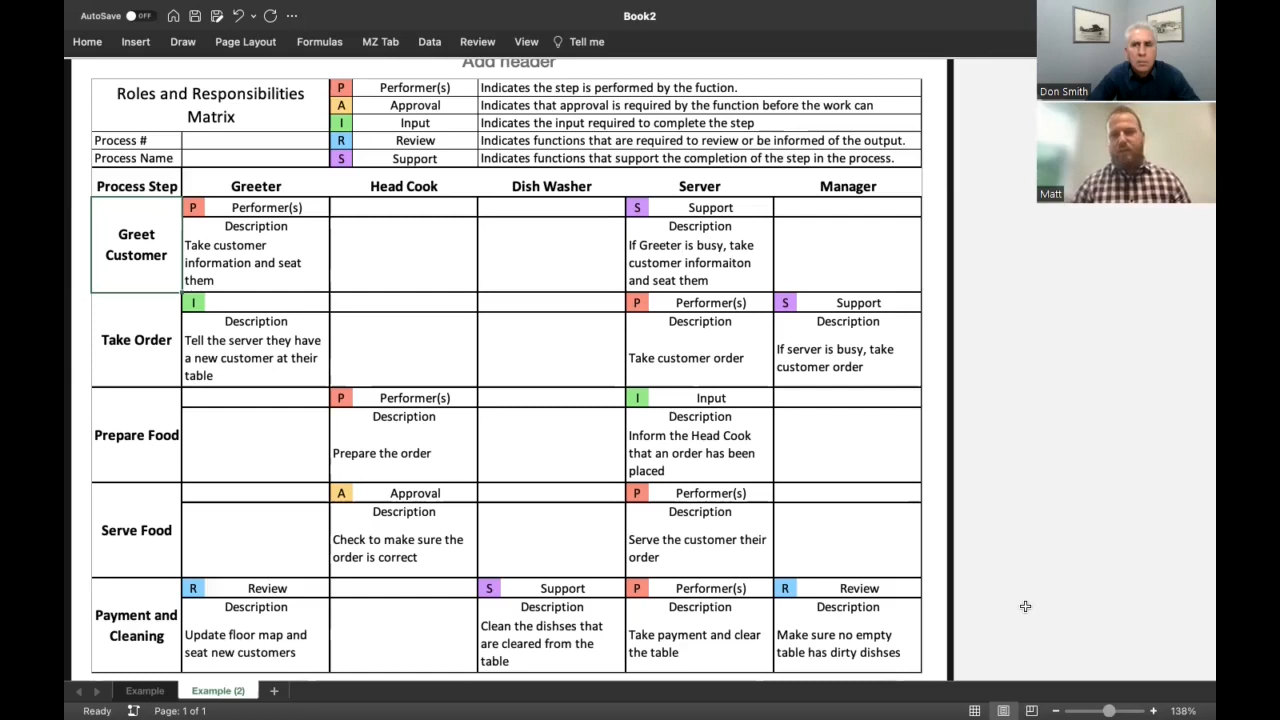 AutoSave OFF
Book2
Home Insert Draw Page Layout Formulas MZ Tab Data Review View Tell me
Add header
Roles and Responsibilities
Matrix
P Performer(s) Indicates the step is performed by the fuction.
A Approval Indicates that approval is required by the function before the work can
I Input Indicates the input required to complete the step
Process # R Review Indicates functions that are required to review or be informed of the output.
Process Name S Support Indicates functions that support the completion of the step in the process.
Process Step Greeter Head Cook Dish Washer Server Manager
Greet
Customer
P Performer(s)
Description
Take customer
information and seat
them
S Support
Description
If Greeter is busy, take
customer informaiton
and seat them
Take Order
I
Description
Tell the server they have
a new customer at their
table
P Performer(s)
Description
Take customer order
S Support
Description
If server is busy, take
customer order
Prepare Food
P Performer(s)
Description
Prepare the order
I Input
Description
Inform the Head Cook
that an order has been
placed
Serve Food
A Approval
Description
Check to make sure the
order is correct
P Performer(s)
Description
Serve the customer their
order
Payment and
Cleaning
R Review
Description
Update floor map and
seat new customers
S Support
Description
Clean the dishses that
are cleared from the
table
P Performer(s)
Description
Take payment and clear
the table
R Review
Description
Make sure no empty
table has dirty dishses
Example Example (2) +
Ready Page: 1 of 1 138%
Don Smith
Matt